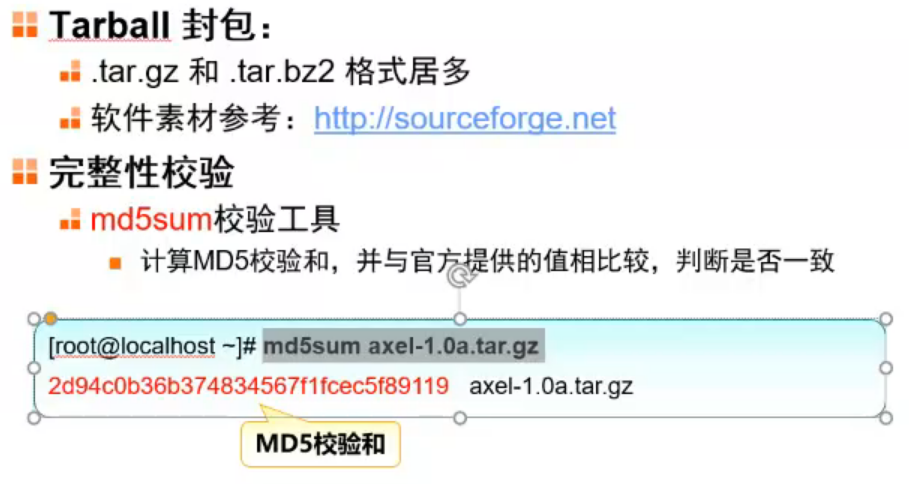 Tarball 封包：
.tar.gz 和 .tar.bz2 格式居多
软件素材参考：http://sourceforge.net
完整性校验
md5sum校验工具
计算MD5校验和，并与官方提供的值相比较，判断是否一致
[root@localhost ~]# md5sum axel-1.0a.tar.gz
2d94c0b36b374834567f1fcec5f89119 axel-1.0a.tar.gz
MD5校验和